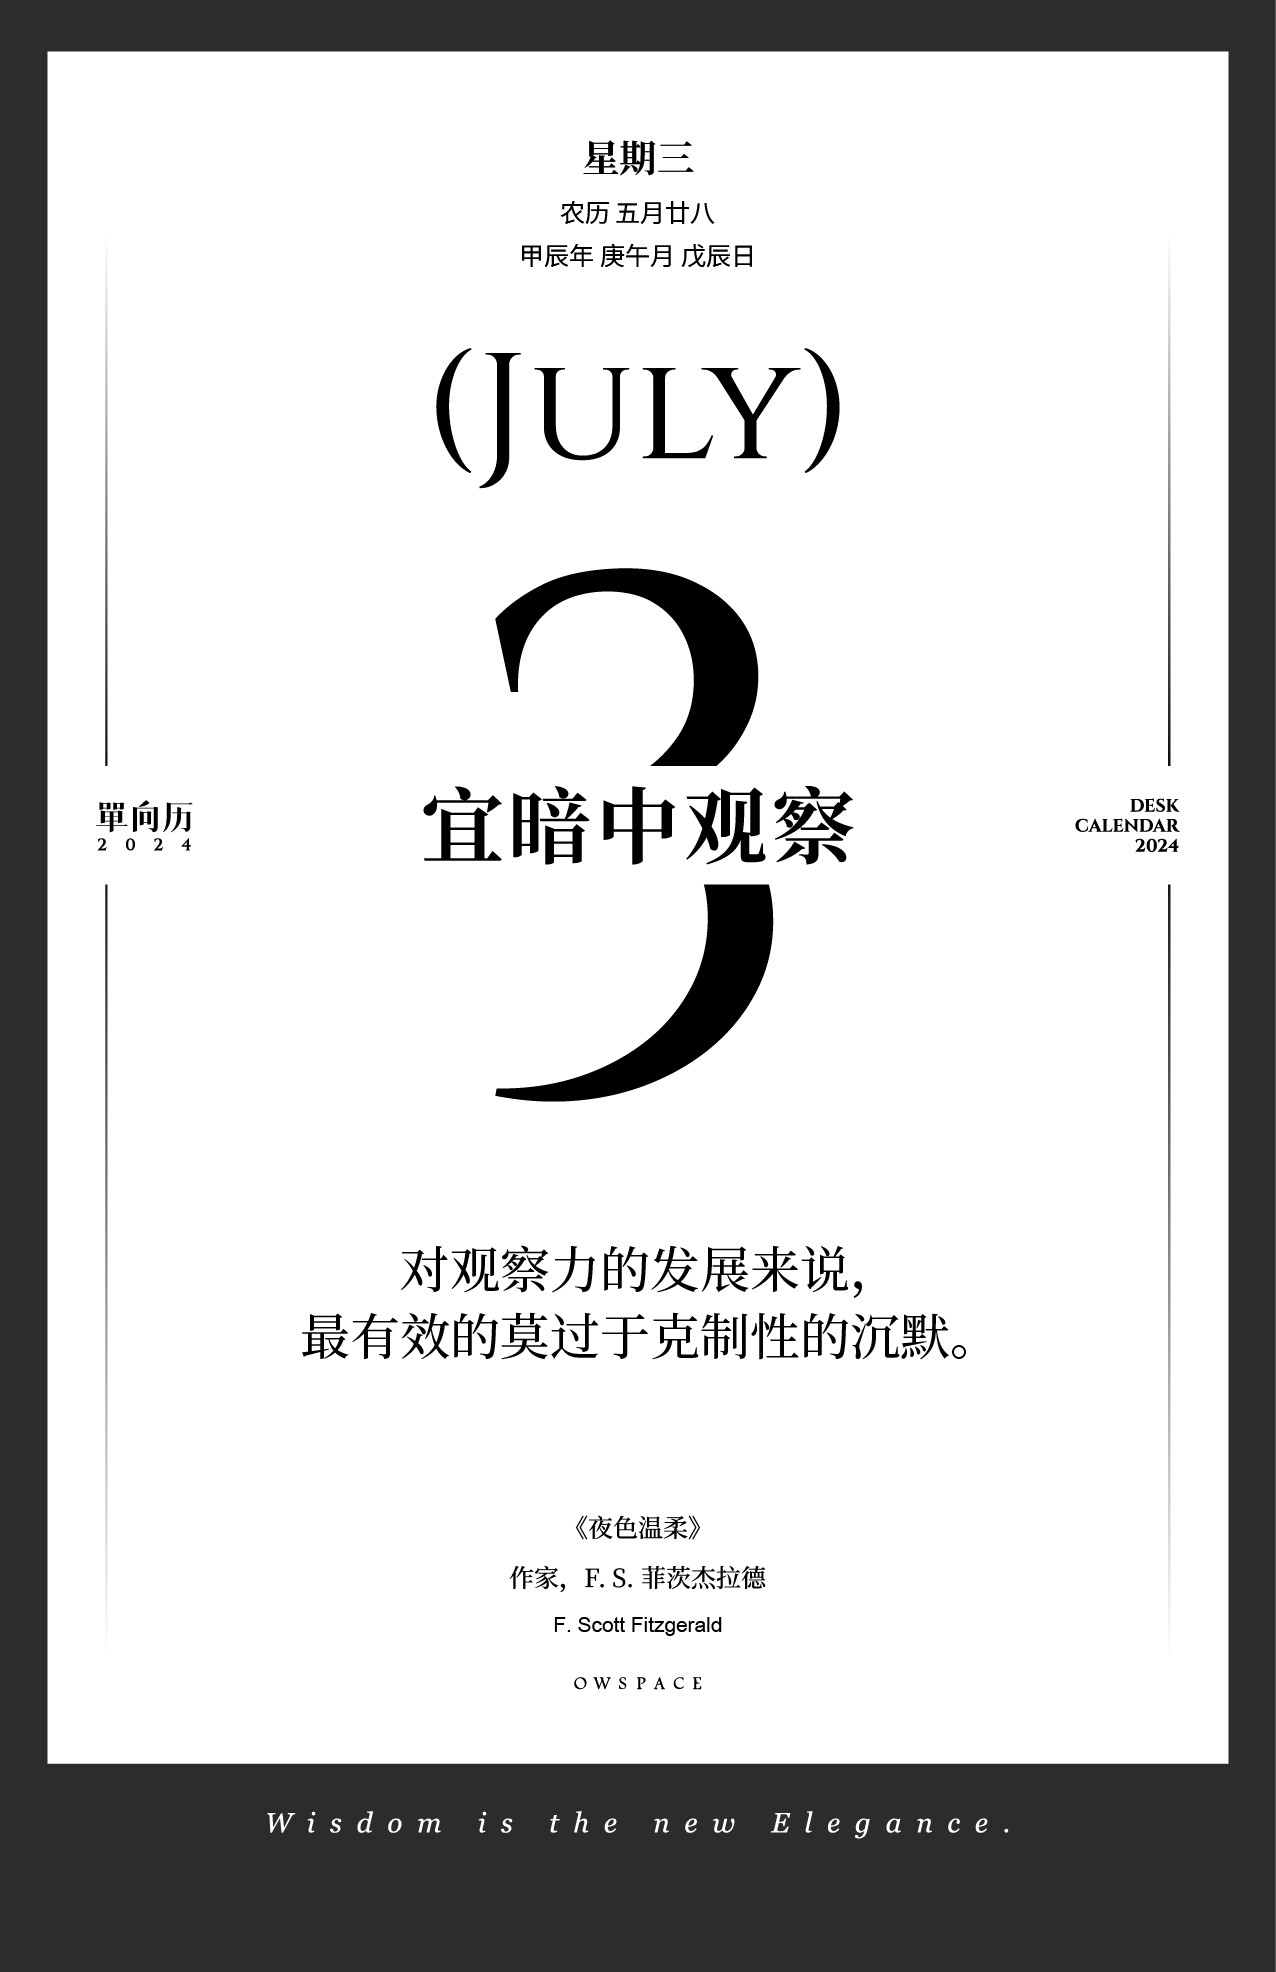 星期三
农历 五月廿八
甲辰年 庚午月 戊辰日
(JULY)
3
單向历
2024
宜暗中观察
DESK
CALENDAR
2024
对观察力的发展来说，
最有效的莫过于克制性的沉默。
《夜色温柔》
作家，F. S. 菲茨杰拉德
F. Scott Fitzgerald
OWSPACE
Wisdom is the new Elegance.